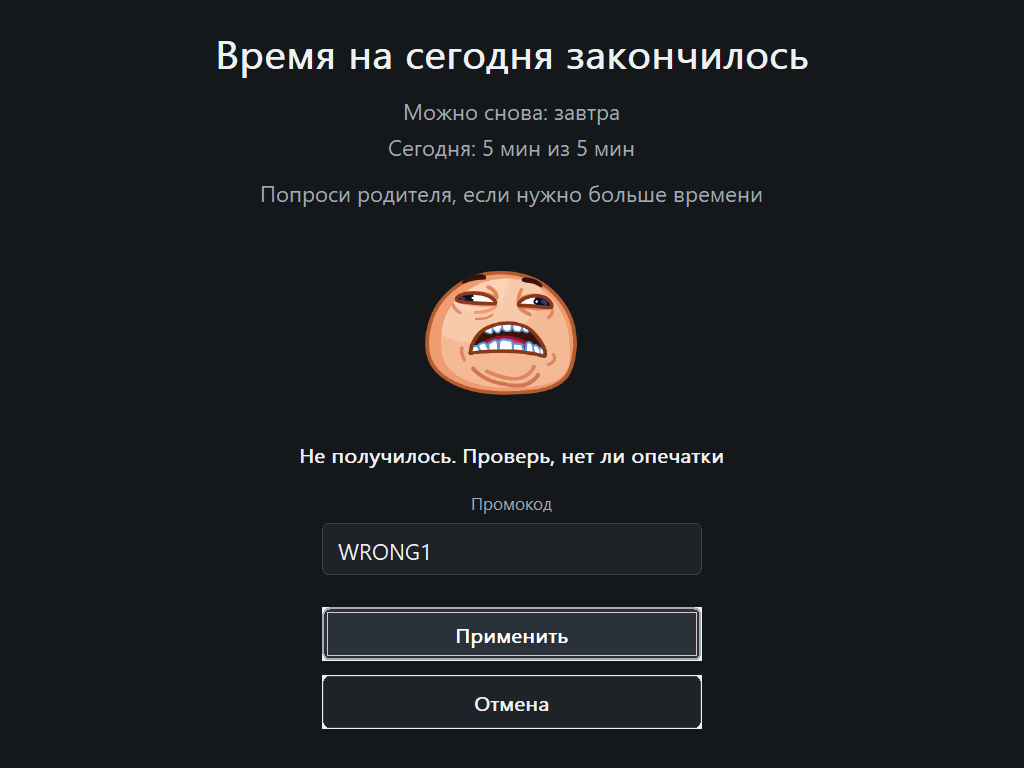 Время на сегодня закончилось
Можно снова: завтра
Сегодня: 5 мин из 5 мин
Попроси родителя, если нужно больше времени
Не получилось. Проверь, нет ли опечатки
Промокод
WRONG1
Применить
Отмена